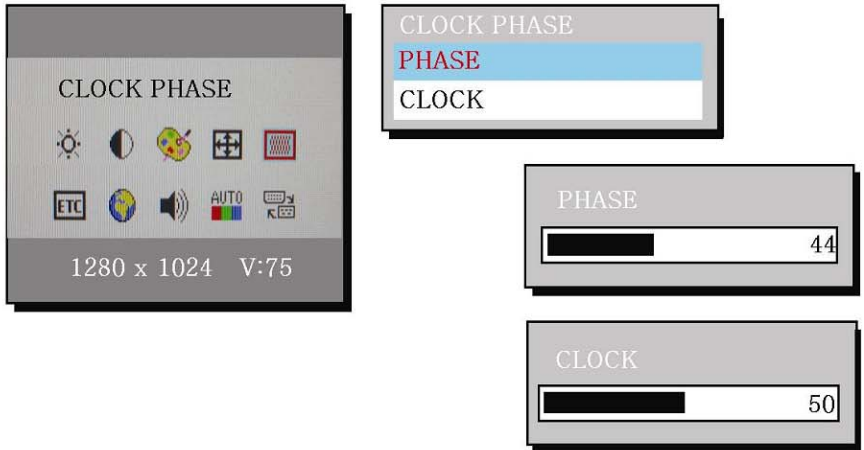 CLOCK PHASE
ETC
AUTO
1280 x 1024 V:75
CLOCK PHASE
PHASE
CLOCK
PHASE
44
CLOCK
50